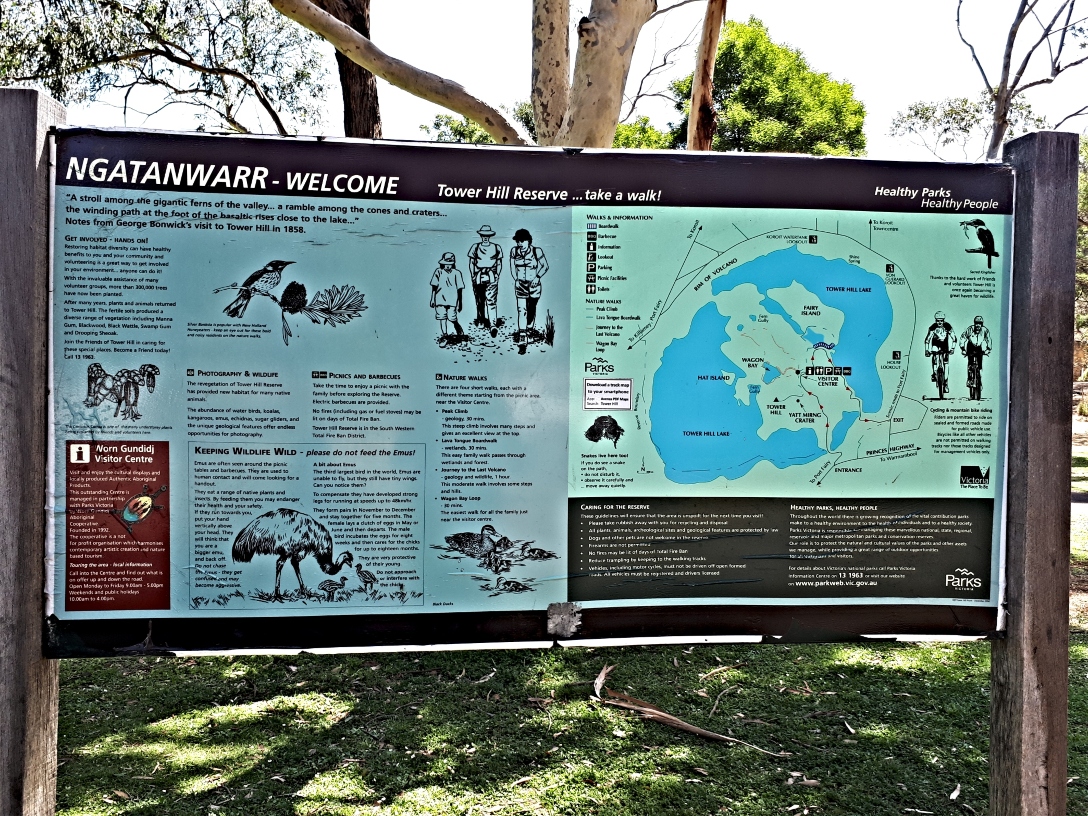 NGATANWARR - WELCOME
Tower Hill Reserve ...take a walk!
Healthy Parks
Healthy People
"A stroll among the gigantic ferns of the valley... a ramble among the cones and craters...
the winding path at the foot of the basaltic rises close to the lake..."
Notes from George Bonwick's visit to Tower Hill in 1858.
GET INVOLVED - HANDS ON!
Restoring habitat diversity can have healthy
benefits to you and your community and
volunteering is a great way to get involved
in your environment... anyone can do it!
With the invaluable assistance of many
volunteer groups, more than 300,000 trees
have now been planted.
After many years, plants and animals returned
to Tower Hill. The fertile soils produced a
diverse range of vegetation including Manna
Gum, Blackwood, Black Wattle, Swamp Gum
and Drooping Sheoak.
Join the Friends of Tower Hill in caring for
these special places. Become a Friend today!
Call 13 1963.
Silver Banksia is popular with New Holland
Honeyeaters - keep an eye out for these bold
and noisy residents on the nature walks.
PHOTOGRAPHY & WILDLIFE
The revegetation of Tower Hill Reserve
has provided new habitat for many native
animals.
The abundance of water birds, koalas,
kangaroos, emus, echidnas, sugar gliders, and
the unique geological features offer endless
opportunities for photography.
PICNICS AND BARBECUES
Take the time to enjoy a picnic with the
family before exploring the Reserve.
Electric barbecues are provided.
No fires (including gas or fuel stoves) may be
lit on days of Total Fire Ban.
Tower Hill Reserve is in the South Western
Total Fire Ban District.
NATURE WALKS
There are four short walks, each with a
different theme starting from the picnic area,
near the Visitor Centre.
• Peak Climb
- geology, 30 mins.
This steep climb involves many steps and
gives an excellent view at the top.
• Lava Tongue Boardwalk
- wetlands, 30 mins.
This easy family walk passes through
wetlands and forest.
• Journey to the Last Volcano
- geology and wildlife, 1 hour
This moderate walk involves some steps
and hills.
• Wagon Bay Loop
- 30 mins.
The easiest walk for all the family just
near the visitor centre.
Black Ducks
i
Worn Gundidj
Visitor Centre
Visit and enjoy the cultural displays and
locally produced Authentic Aboriginal
Products.
This outstanding Centre is
managed in partnership
with Parks Victoria
Aboriginal
Cooperative.
Founded in 1992,
The cooperative is a not
for profit organisation which harmonises
contemporary artists creation and nature
based tourism.
Touring the area - local information
Call into the Centre and find out what is
on offer up and down the road.
Open Monday to Friday 9.00am - 5.00pm
Weekends and public holidays
10.00am to 4.00pm.
KEEPING WILDLIFE WILD - please do not feed the Emus!
Emus are often seen around the picnic
tables and barbecues. They are used to
human contact and will come looking for a
handout.
They eat a range of native plants and
insects. By feeding them you may endanger
their health and your safety.
If they run towards you,
put your hand
vertically above
your head. They
will think that
you are a
bigger emu,
and back off.
Do not chase
the Emus - they get
confused and may
become aggressive.
A bit about Emus
The third largest bird in the world, Emus are
unable to fly, but they still have tiny wings.
Can you notice them?
To compensate they have developed strong
legs for running at speeds up to 48km/hr
They form pairs in November to December
and stay together for five months. The
female lays a clutch of eggs in May or
June and then departs. The male
bird incubates the eggs for eight
weeks and then cares for the chicks
for up to eighteen months.
They are very protective
of their young.
Do not approach
or interfere with
the chicks.
WALKS & INFORMATION
Boardwalk
Barbecue
Information
Lookout
Parking
Picnic Facilities
Toilets
NATURE WALKS
Peak Climb
Lava Tongue Boardwalk
Journey to the
Last Volcano
Wagon Bay
Loop
Parks
VICTORIA
Download a track map
to your smartphone
App: Avenza PDF Maps
Search: Tower Hill
Snakes live here too!
If you do see a snake
on the path,
• do not disturb it,
• observe it carefully and
move quietly away.
RIM OF VOLCANO
To Koroit
KOROIT WATERTANK
LOOKOUT
To Koroit
Towncentre
To Killarney, Port Fairy
TOWER HILL LAKE
FAIRY
ISLAND
WAGON
BAY
HAT ISLAND
VISITOR
CENTRE
TOWER
HILL
YATT MIRNG
CRATER
TOWER HILL LAKE
VON
GUERARD
LOOKOUT
HOUSE
LOOKOUT
EXIT
PRINCES HIGHWAY
To Warrnambool
ENTRANCE
To Port Fairy
Sacred Kingfisher
Thanks to the hard work of friends
and volunteers Tower Hill is
once again becoming a
great haven for wildlife.
Cycling & mountain bike riding
Riders are permitted to ride on
sealed and formed roads made
for public vehicle use.
Bicycles like all other vehicles
are not permitted on walking
tracks nor those tracks designed
for management vehicles only.
Victoria
The Place To Be
CARING FOR THE RESERVE
These guidelines will ensure that the area is unspoilt for the next time you visit!
• Please take rubbish away with you for recycling and disposal
• All plants, animals, archaeological sites and geological features are protected by law
• Dogs and other pets are not welcome in the reserve
• Firearms are not permitted
• No fires may be lit of days of Total Fire Ban
• Reduce trampling by keeping to the walking tracks
• Vehicles, including motor cycles, must not be driven off open formed
roads. All vehicles must be registered and drivers licensed
HEALTHY PARKS, HEALTHY PEOPLE
Throughout the world there is growing recognition of the vital contribution parks
make to a healthy environment to the health of individuals and to a healthy society.
Parks Victoria is responsible for managing these marvellous national, state, regional,
reservoir and major metropolitan parks and conservation reserves.
Our role is to protect the natural and cultural values of the parks and other assets
we manage, while providing a great range of outdoor opportunities
for all Victorians and visitors.
For details about Victoria's national parks call Parks Victoria
Information Centre on 13 1963 or visit our website
on www.parkweb.vic.gov.au
Parks
VICTORIA